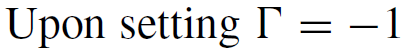 Upon setting Γ = −1